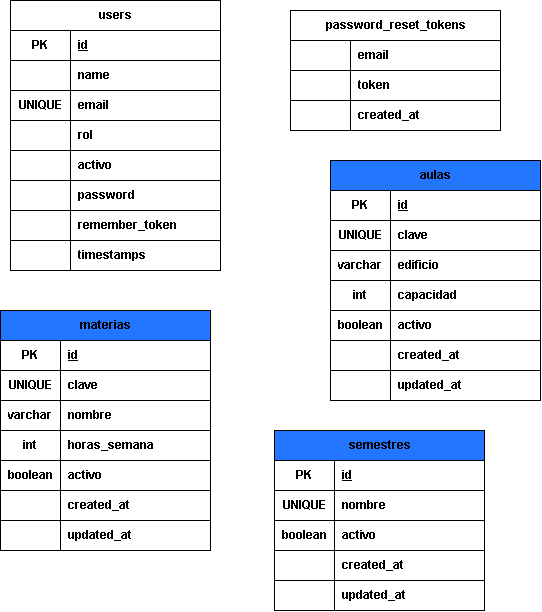 users
PK id
name
UNIQUE email
rol
activo
password
remember_token
timestamps
password_reset_tokens
email
token
created_at
aulas
PK id
UNIQUE clave
varchar edificio
int capacidad
boolean activo
created_at
updated_at
materias
PK id
UNIQUE clave
varchar nombre
int horas_semana
boolean activo
created_at
updated_at
semestres
PK id
UNIQUE nombre
boolean activo
created_at
updated_at